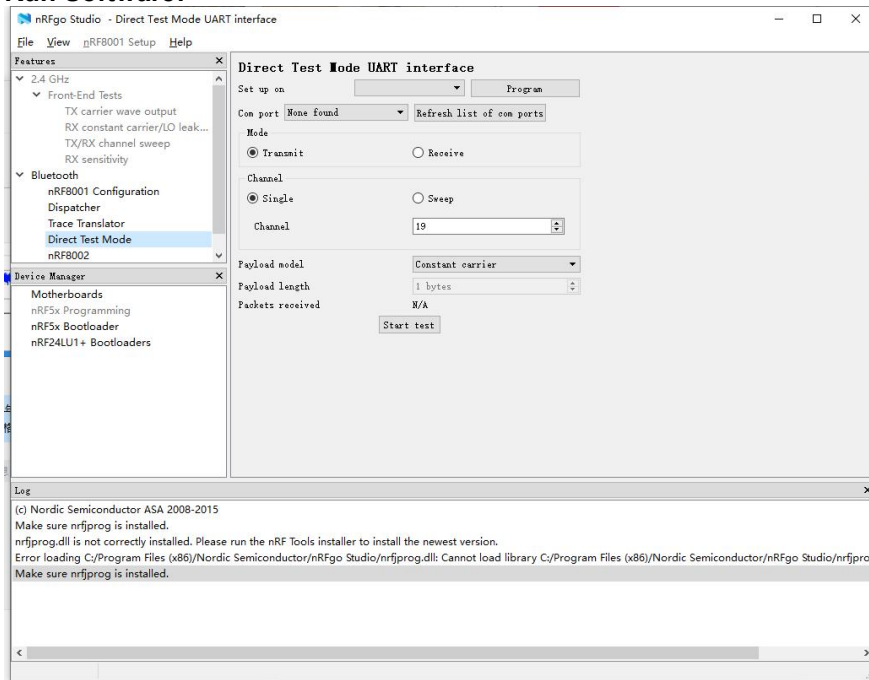 Run Software:
nRFgo Studio - Direct Test Mode UART interface
File View nRF8001 Setup Help
Features
2.4 GHz
Front-End Tests
TX carrier wave output
RX constant carrier/LO leak...
TX/RX channel sweep
RX sensitivity
Bluetooth
nRF8001 Configuration
Dispatcher
Trace Translator
Direct Test Mode
nRF8002
Device Manager
Motherboards
nRF5x Programming
nRF5x Bootloader
nRF24LU1+ Bootloaders
Direct Test Mode UART interface
Set up on Program
Com port None found Refresh list of com ports
Mode
Transmit Receive
Channel
Single Sweep
Channel 19
Payload model Constant carrier
Payload length 1 bytes
Packets received N/A
Start test
Log
(c) Nordic Semiconductor ASA 2008-2015
Make sure nrfjprog is installed.
nrfjprog.dll is not correctly installed. Please run the nRF Tools installer to install the newest version.
Error loading C:/Program Files (x86)/Nordic Semiconductor/nRFgo Studio/nrfjprog.dll: Cannot load library C:/Program Files (x86)/Nordic Semiconductor/nRFgo Studio/nrfjpro
Make sure nrfjprog is installed.